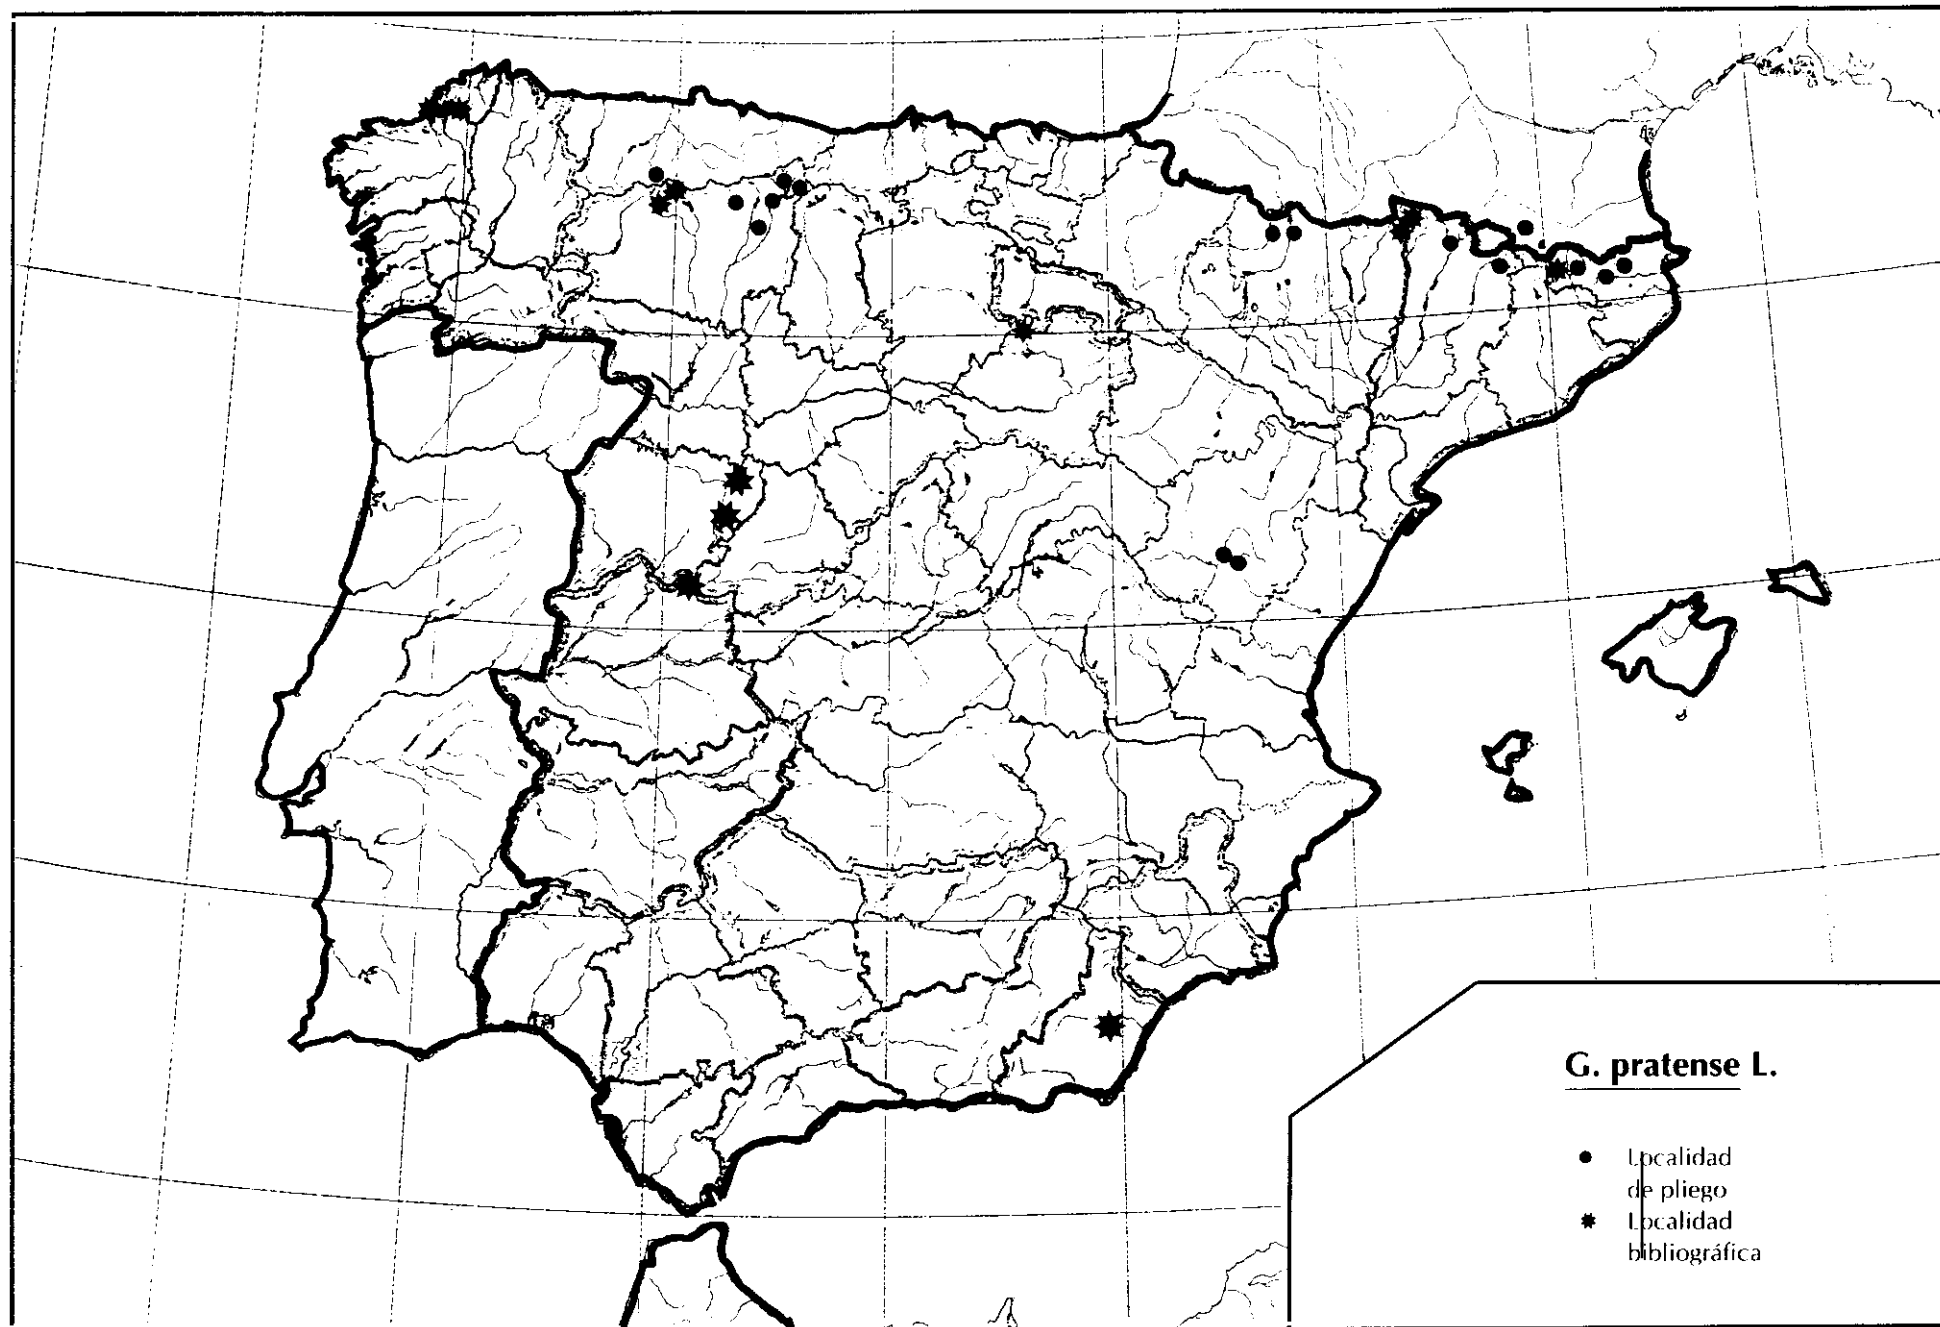 G. pratense L.
Localidad
de pliego
Localidad
bibliográfica